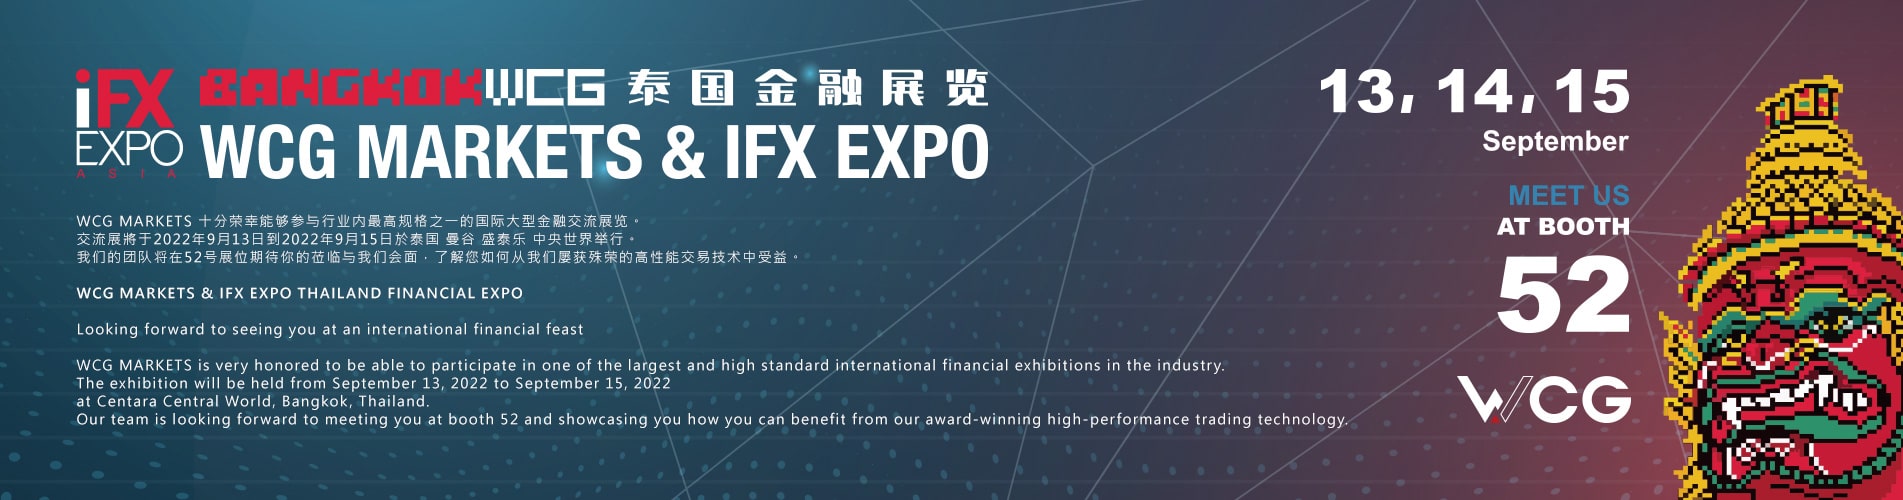 iFX
EXPO
ASIA
BANGKOKWCG 泰国金融展览
WCG MARKETS & IFX EXPO
WCG MARKETS 十分荣幸能够参与行业内最高规格之一的国际大型金融交流展览。
交流展將于2022年9月13日到2022年9月15日於泰国 曼谷 盛泰乐 中央世界举行。
我们的团队将在52号展位期待你的莅临与我们会面，了解您如何从我们屡获殊荣的高性能交易技术中受益。
WCG MARKETS & IFX EXPO THAILAND FINANCIAL EXPO
Looking forward to seeing you at an international financial feast
WCG MARKETS is very honored to be able to participate in one of the largest and high standard international financial exhibitions in the industry.
The exhibition will be held from September 13, 2022 to September 15, 2022
at Centara Central World, Bangkok, Thailand.
Our team is looking forward to meeting you at booth 52 and showcasing you how you can benefit from our award-winning high-performance trading technology.
13, 14, 15
September
MEET US
AT BOOTH
52
WCG